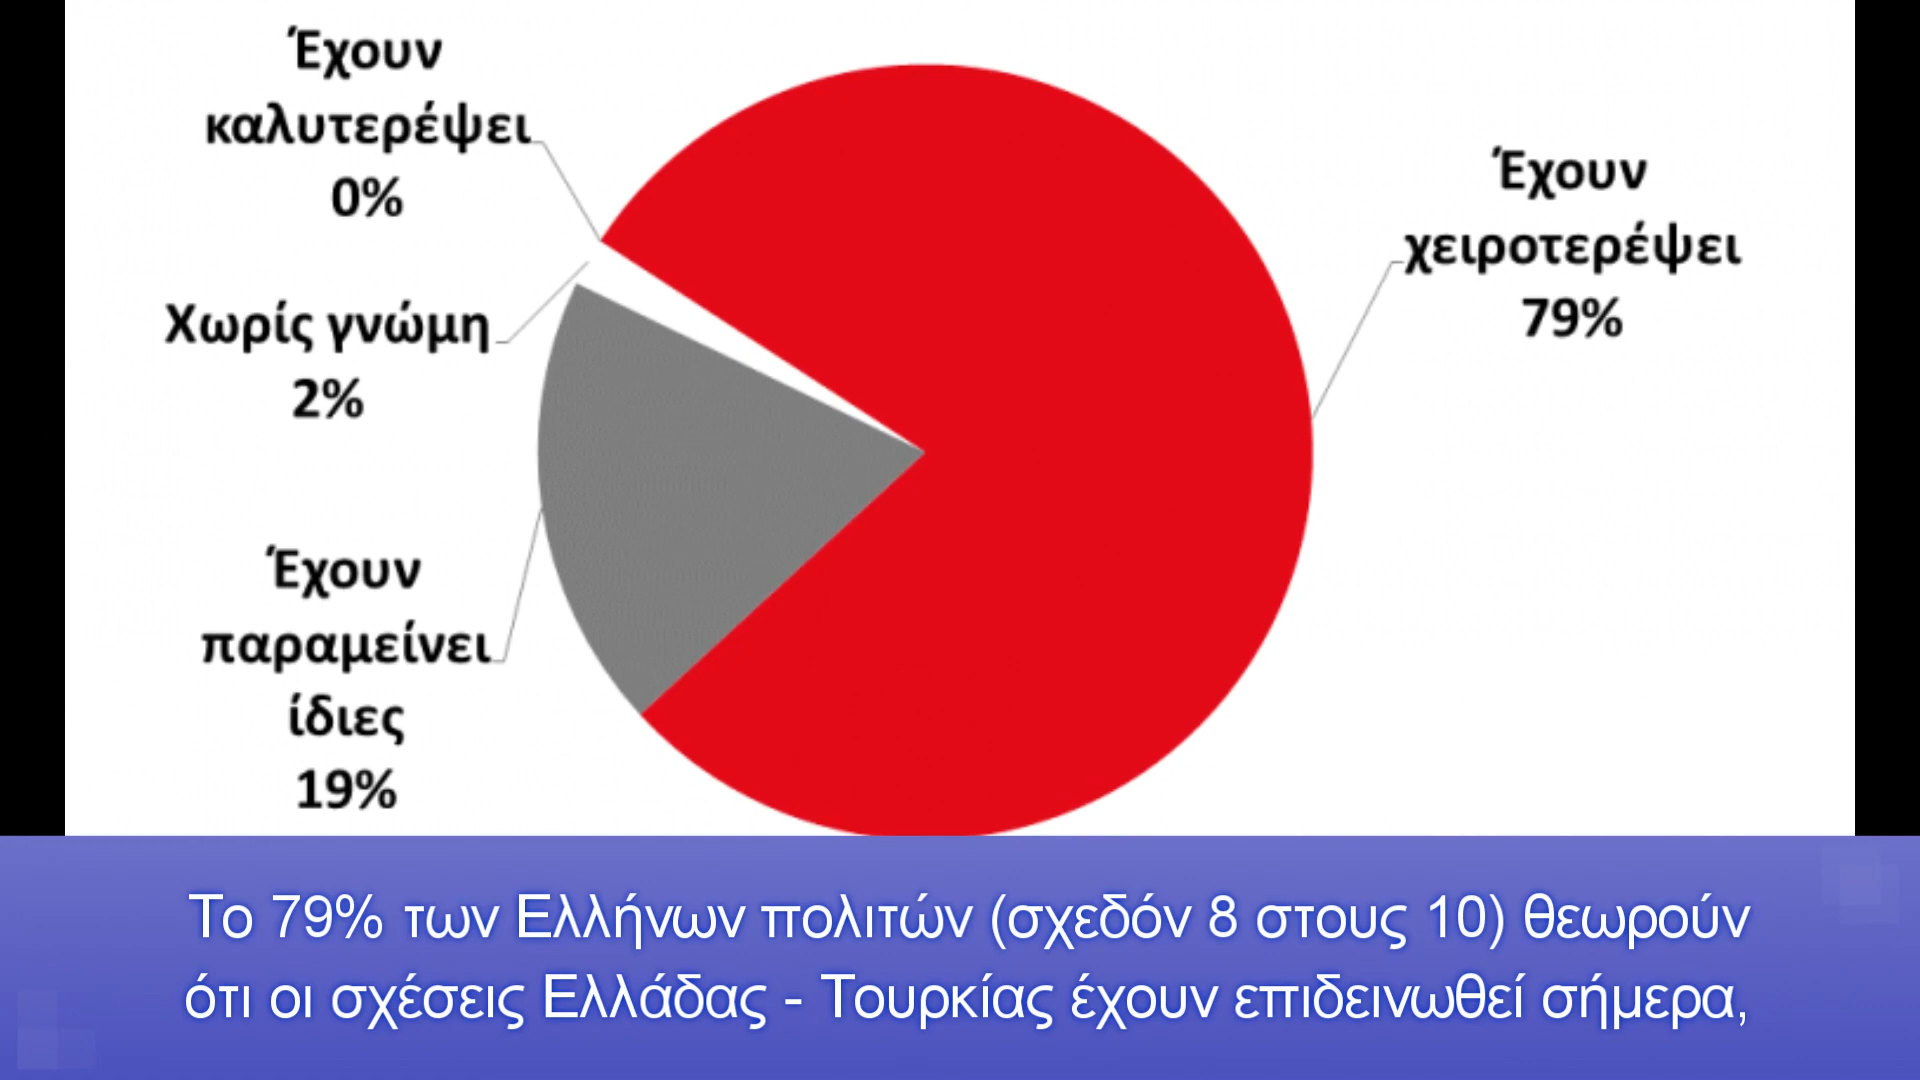 Έχουν
καλυτερέψει
0%
Έχουν
χειροτερέψει
79%
Χωρίς γνώμη
2%
Έχουν
παραμείνει
ίδιες
19%
Το 79% των Ελλήνων πολιτών (σχεδόν 8 στους 10) θεωρούν
ότι οι σχέσεις Ελλάδας - Τουρκίας έχουν επιδεινωθεί σήμερα,